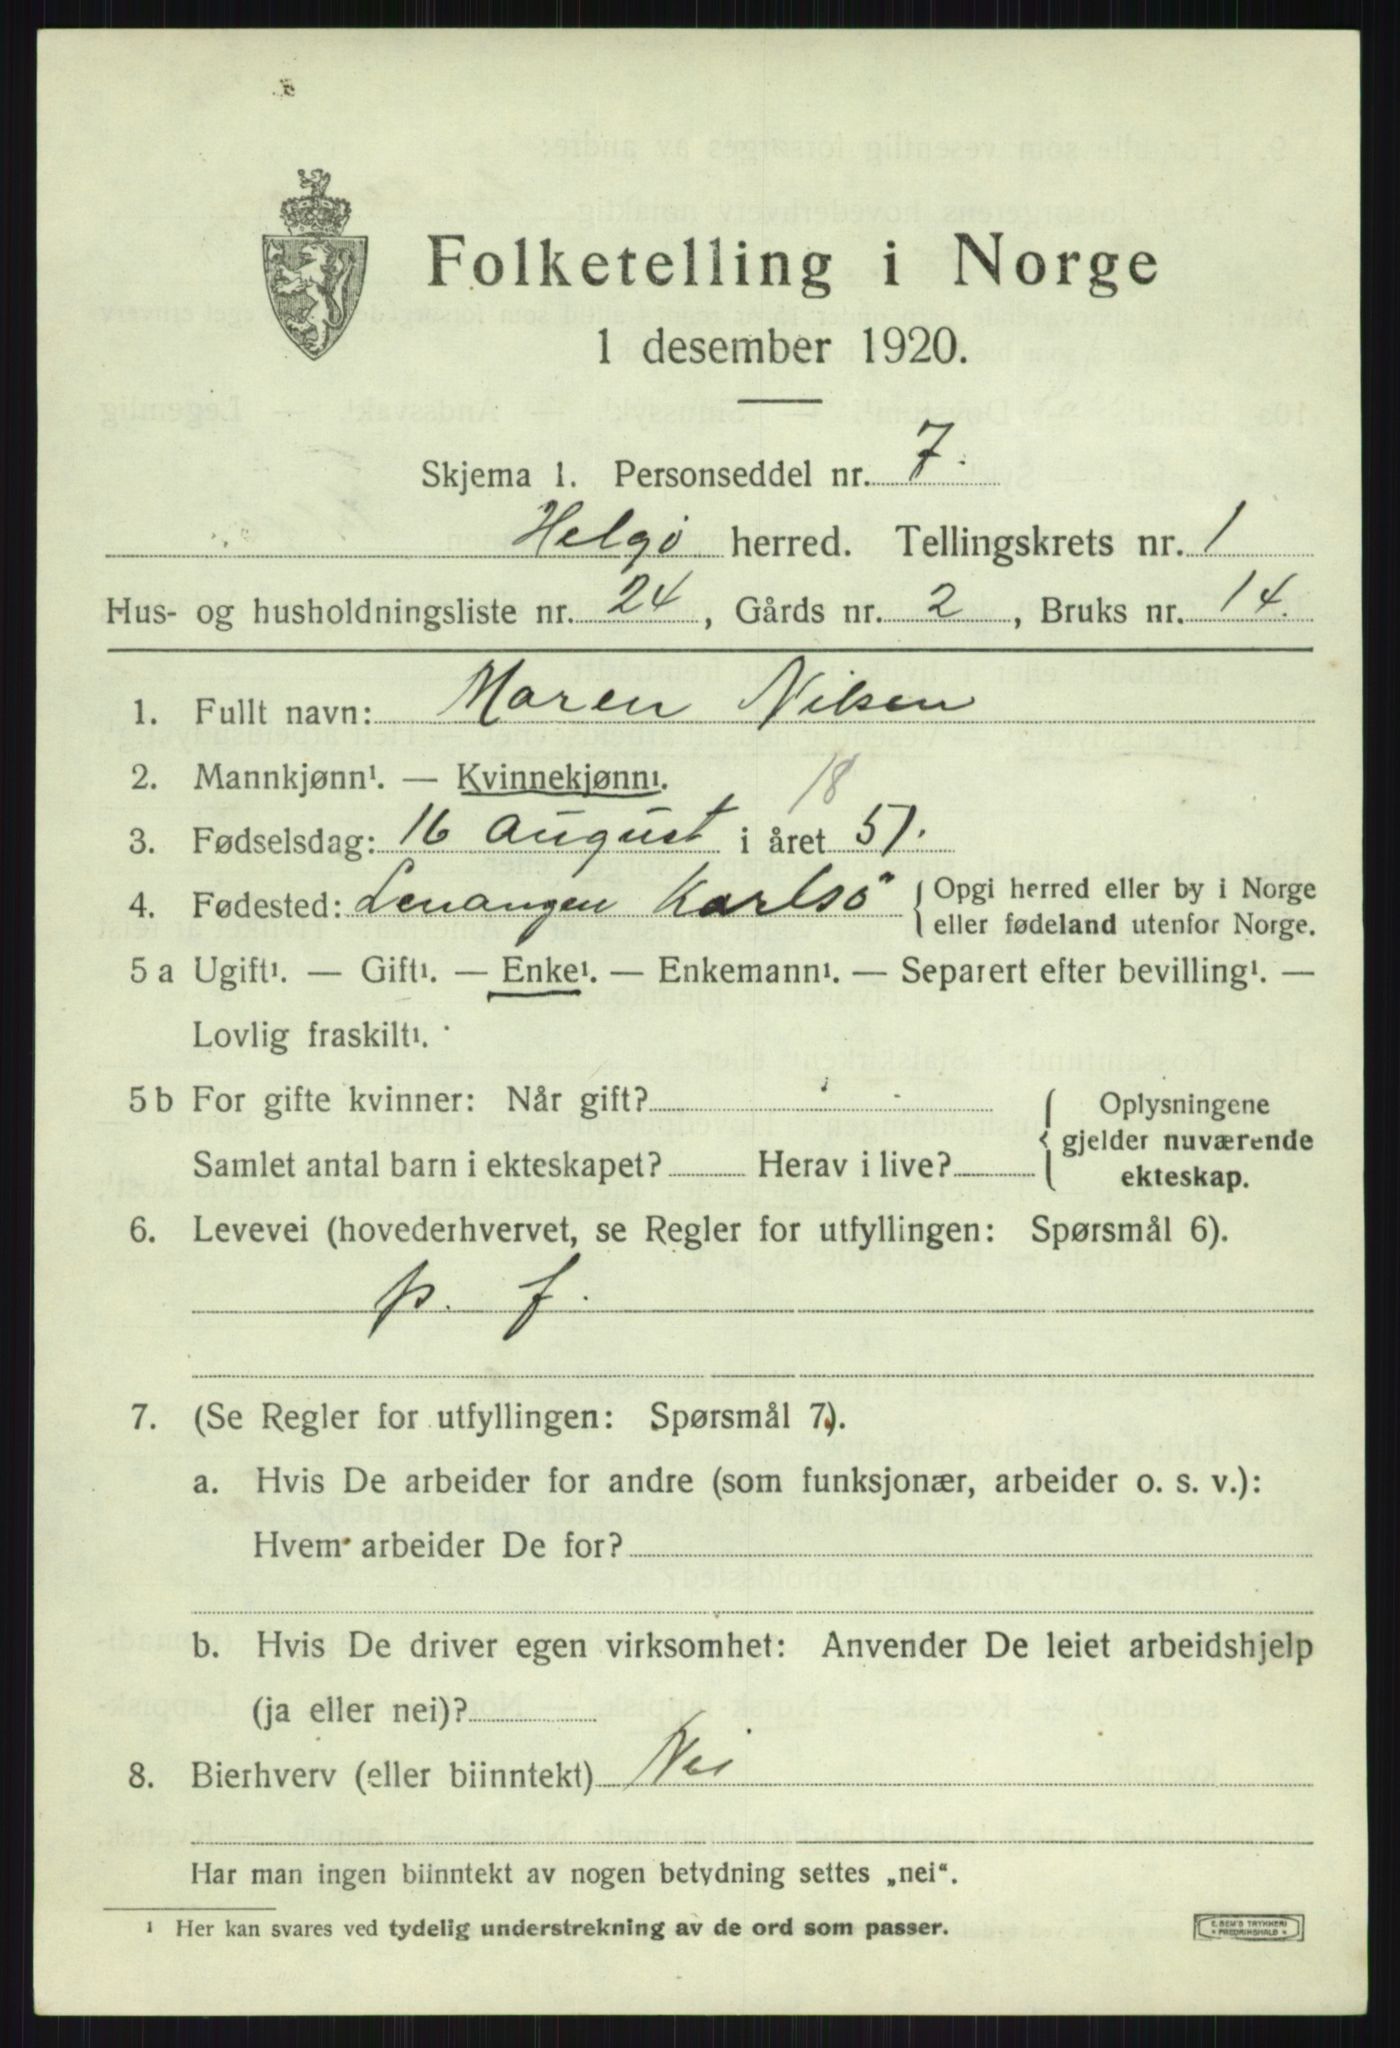 Folketelling i Norge
1 desember 1920.
Skjema 1. Personseddel nr. 7.
Helgö herred. Tellingskrets nr. 1
Hus- og husholdningsliste nr. 24, Gårds nr. 2, Bruks nr. 14.
1. Fullt navn: Maren Nilsen
2. Mannkjønn¹. — Kvinnekjønn¹.
18
3. Fødselsdag: 16 august i året 51.
4. Fødested: Lenangen Karlsö { Opgi herred eller by i Norge
eller fødeland utenfor Norge.
5 a Ugift¹. — Gift¹. — Enke¹. — Enkemann¹. — Separert efter bevilling¹. —
Lovlig fraskilt¹.
5 b For gifte kvinner: Når gift? { Oplysningene
gjelder nuværende
Samlet antal barn i ekteskapet? Herav i live? ekteskap.
6. Levevei (hovederhvervet, se Regler for utfyllingen: Spørsmål 6).
p. f.
7. (Se Regler for utfyllingen: Spørsmål 7).
a. Hvis De arbeider for andre (som funksjonær, arbeider o. s. v.):
Hvem arbeider De for?
b. Hvis De driver egen virksomhet: Anvender De leiet arbeidshjelp
(ja eller nei)?
8. Bierhverv (eller biinntekt) Nei
Har man ingen biinntekt av nogen betydning settes „nei“.
¹ Her kan svares ved tydelig understrekning av de ord som passer.
E. SEM'S TRYKKERI
* FREDRIKSHALD *